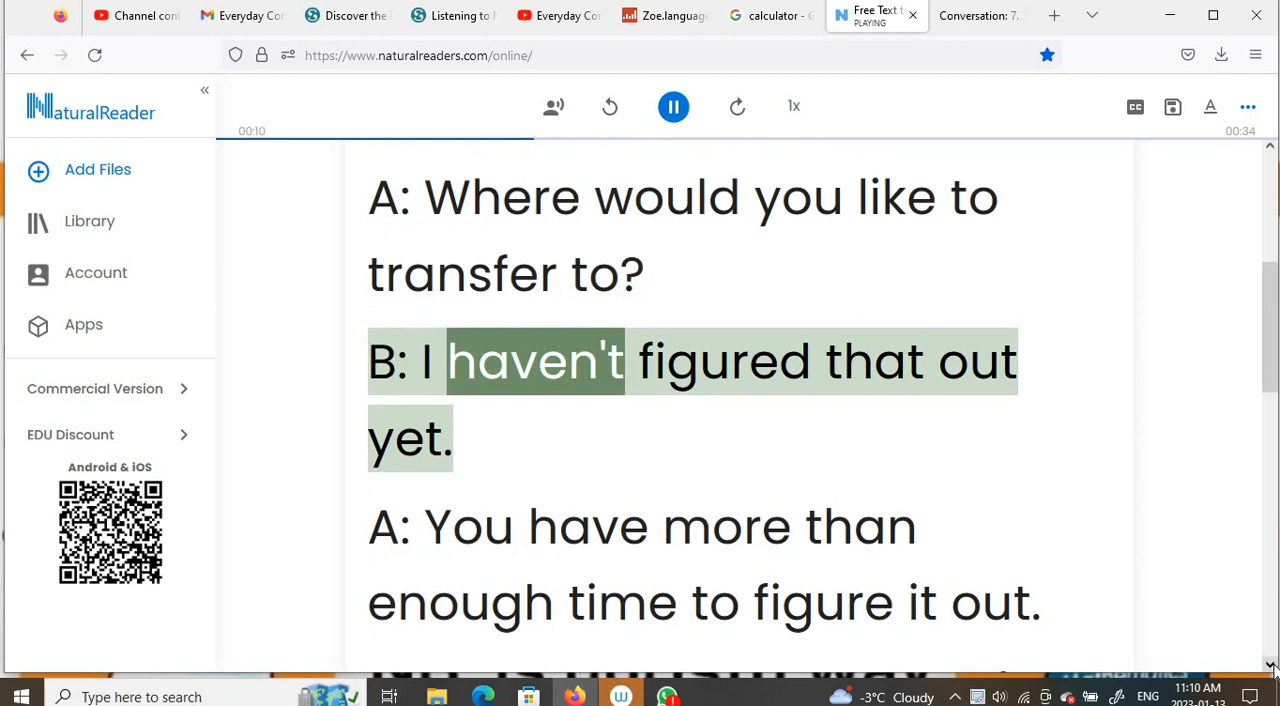 Channel con
Everyday Co
Discover the
Listening to
Everyday Co
Zoe.language
calculator - G
Free Text to
PLAYING
Conversation: 7.
https://www.naturalreaders.com/online/
NaturalReader
«
1x
CC
A
00:10
00:34
Add Files
Library
Account
Apps
Commercial Version
EDU Discount
Android & iOS
A: Where would you like to
transfer to?
B: I haven't figured that out
yet.
A: You have more than
enough time to figure it out.
Type here to search
-3°C Cloudy
ENG
11:10 AM
2023-01-13